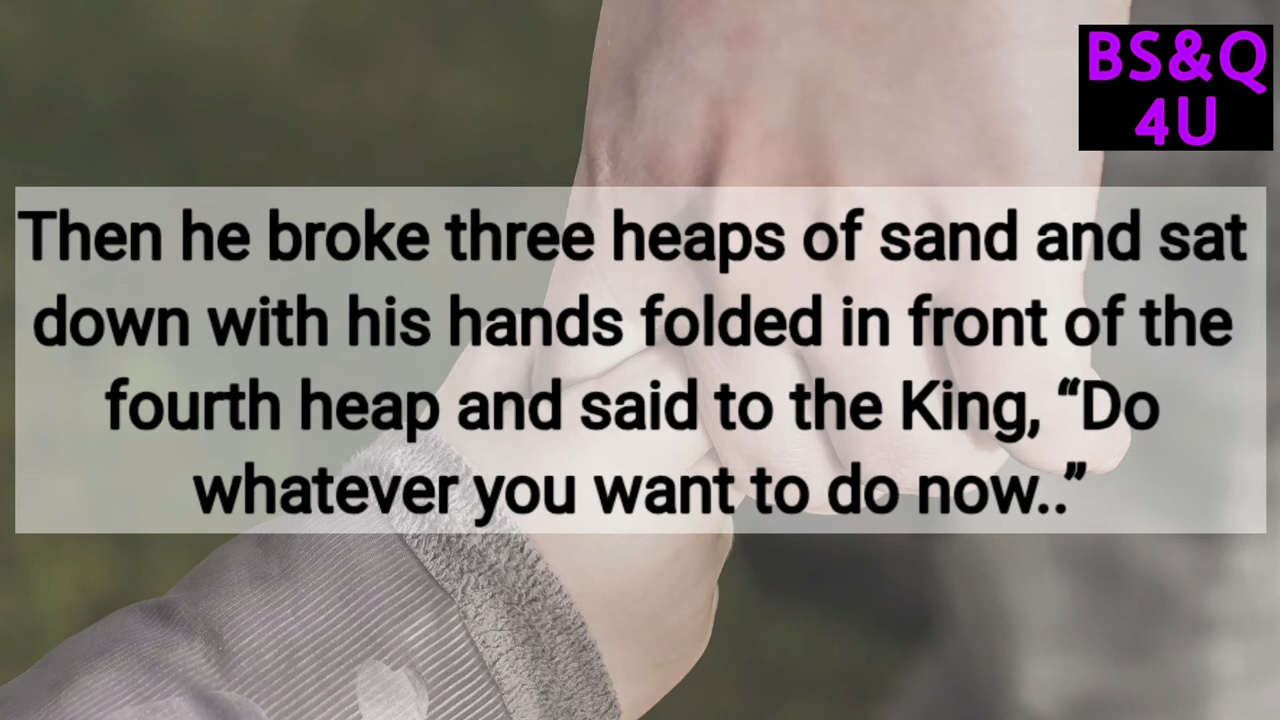 BS&Q
4U
Then he broke three heaps of sand and sat
down with his hands folded in front of the
fourth heap and said to the King, “Do
whatever you want to do now..”